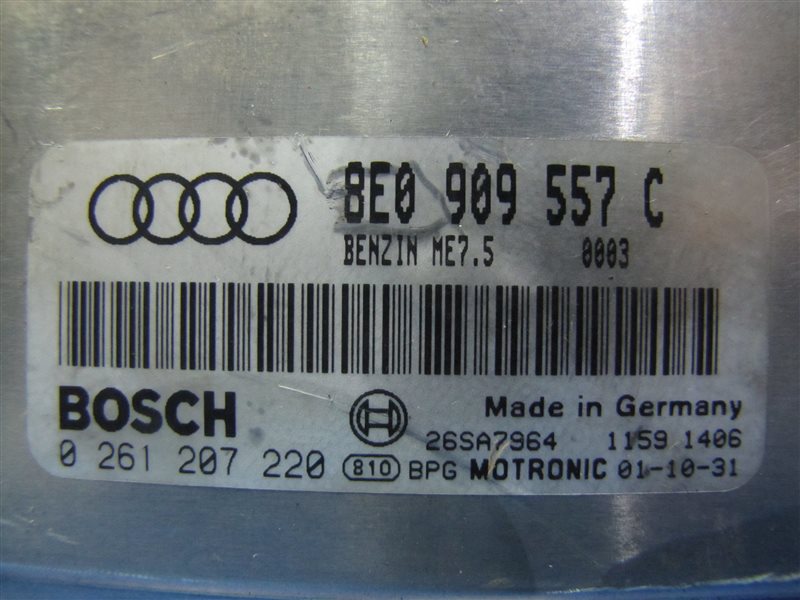 8E0 909 557 C
BENZIN ME7.5 0003
BOSCH Made in Germany
26SA7964 1159 1406
0 261 207 220 810 BPG MOTRONIC 01-10-31